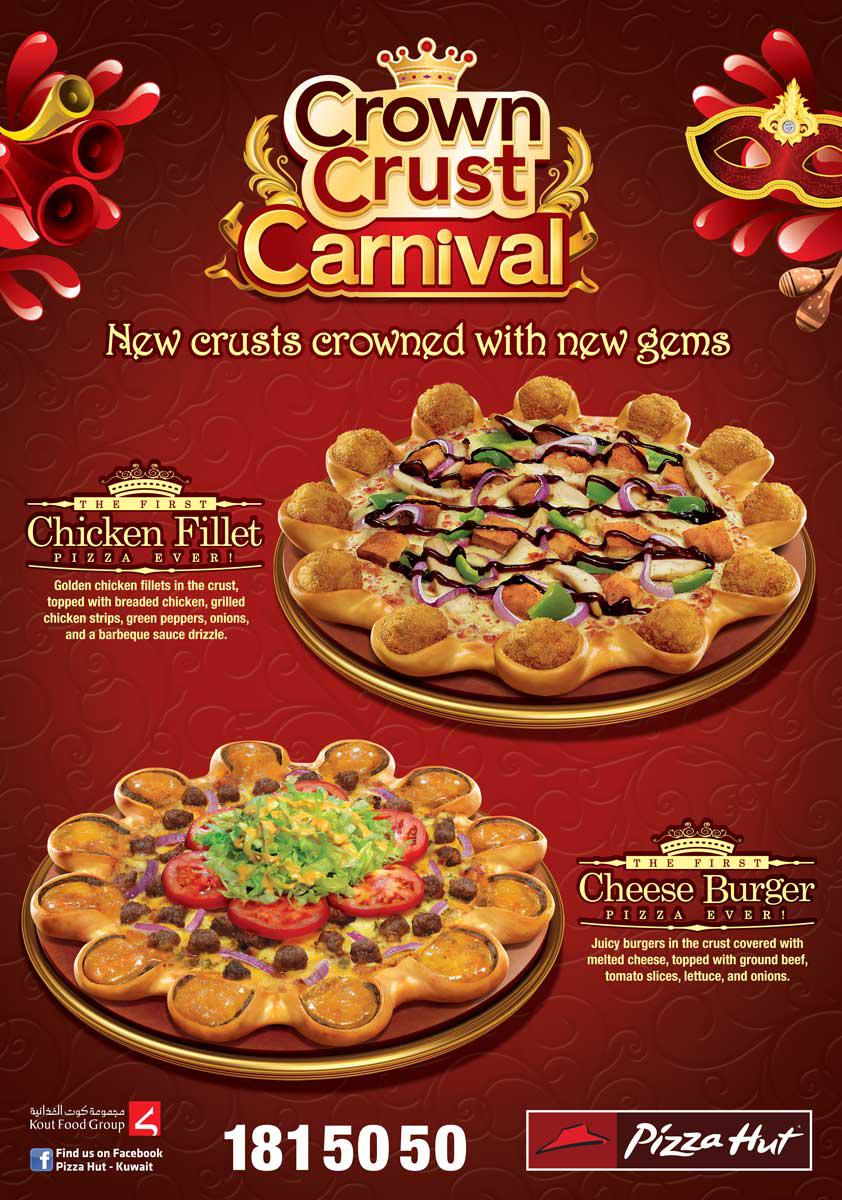 Crown
Crust
Carnival
New crusts crowned with new gems
THE FIRST
Chicken Fillet
PIZZA EVER!
Golden chicken fillets in the crust,
topped with breaded chicken, grilled
chicken strips, green peppers, onions,
and a barbeque sauce drizzle.
THE FIRST
Cheese Burger
PIZZA EVER!
Juicy burgers in the crust covered with
melted cheese, topped with ground beef,
tomato slices, lettuce, and onions.
مجموعة كوت الغذائية
Kout Food Group
f
Find us on Facebook
Pizza Hut - Kuwait
181 50 50
Pizza Hut